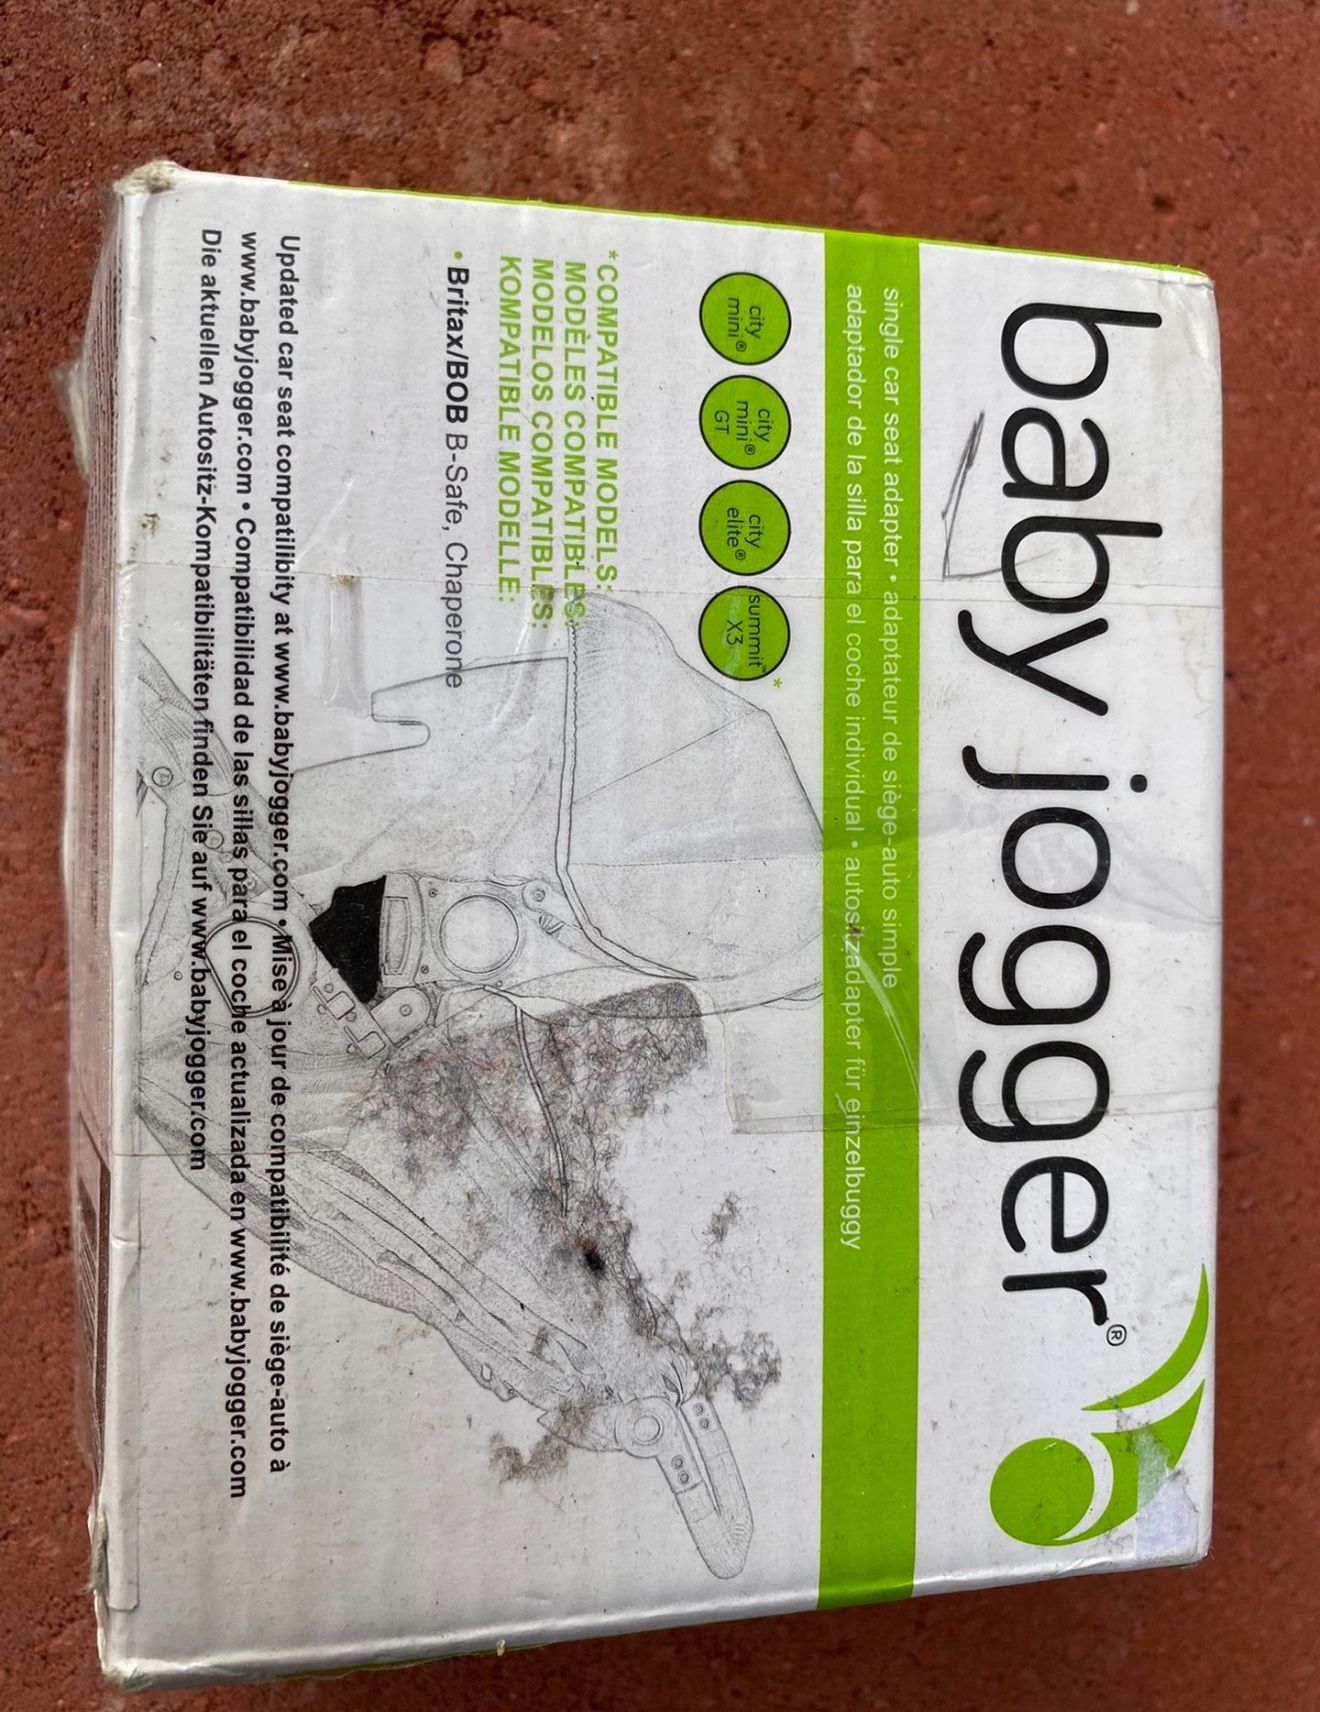 baby jogger®
single car seat adapter • adaptateur de siège-auto simple
adaptador de la silla para el coche individual • autositzadapter für einzelbuggy
city mini®
city mini® GT
city elite®
summit™ X3 *
*COMPATIBLE MODELS:
MODÈLES COMPATIBLES:
MODELOS COMPATIBLES:
KOMPATIBLE MODELLE:
• Britax/BOB B-Safe, Chaperone
Updated car seat compatilibity at www.babyjogger.com • Mise à jour de compatibilité de siège-auto à
www.babyjogger.com • Compatibilidad de las sillas para el coche actualizada en www.babyjogger.com
Die aktuellen Autositz-Kompatibilitäten finden Sie auf www.babyjogger.com